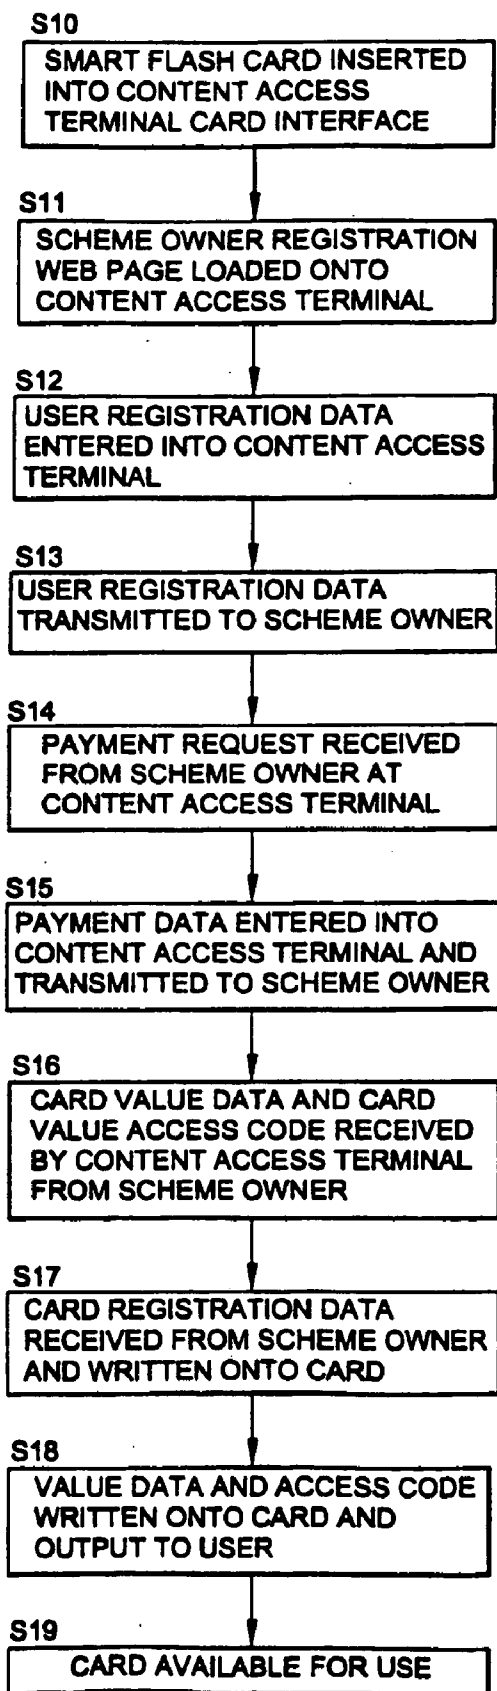 S10
SMART FLASH CARD INSERTED
INTO CONTENT ACCESS
TERMINAL CARD INTERFACE
S11
SCHEME OWNER REGISTRATION
WEB PAGE LOADED ONTO
CONTENT ACCESS TERMINAL
S12
USER REGISTRATION DATA
ENTERED INTO CONTENT ACCESS
TERMINAL
S13
USER REGISTRATION DATA
TRANSMITTED TO SCHEME OWNER
S14
PAYMENT REQUEST RECEIVED
FROM SCHEME OWNER AT
CONTENT ACCESS TERMINAL
S15
PAYMENT DATA ENTERED INTO
CONTENT ACCESS TERMINAL AND
TRANSMITTED TO SCHEME OWNER
S16
CARD VALUE DATA AND CARD
VALUE ACCESS CODE RECEIVED
BY CONTENT ACCESS TERMINAL
FROM SCHEME OWNER
S17
CARD REGISTRATION DATA
RECEIVED FROM SCHEME OWNER
AND WRITTEN ONTO CARD
S18
VALUE DATA AND ACCESS CODE
WRITTEN ONTO CARD AND
OUTPUT TO USER
S19
CARD AVAILABLE FOR USE